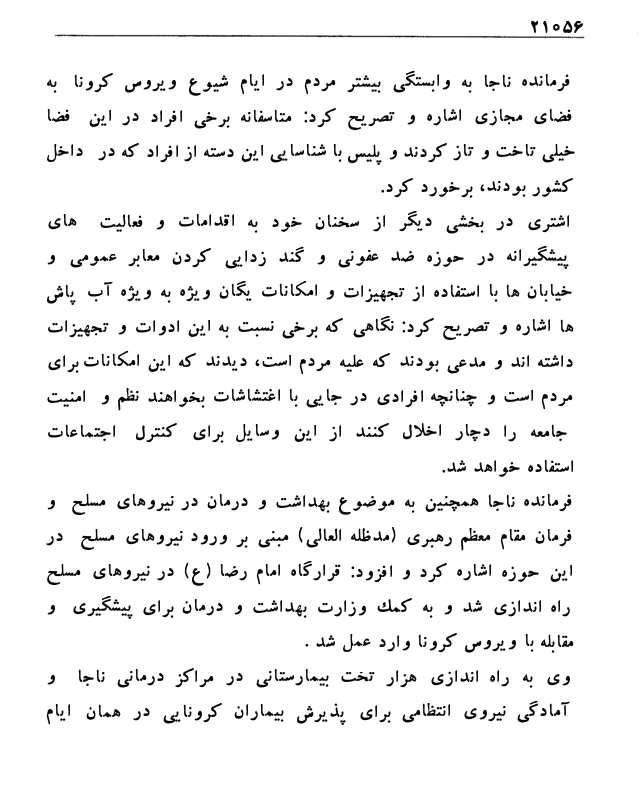 ۲۱۰۵۶
فرمانده ناجا به وابستگی بیشتر مردم در ایام شیوع ویروس کرونا به
فضای مجازی اشاره و تصریح کرد: متاسفانه برخی افراد در این فضا
خیلی تاخت و تاز کردند و پلیس با شناسایی این دسته از افراد که در داخل
کشور بودند، برخورد کرد.
اشتری در بخشی دیگر از سخنان خود به اقدامات و فعالیت های
پیشگیرانه در حوزه ضد عفونی و گند زدایی کردن معابر عمومی و
خیابان ها با استفاده از تجهیزات و امکانات یگان ویژه به ویژه آب پاش
ها اشاره و تصریح کرد: نگاهی که برخی نسبت به این ادوات و تجهیزات
داشته اند و مدعی بودند که علیه مردم است، دیدند که این امکانات برای
مردم است و چنانچه افرادی در جایی با اغتشاشات بخواهند نظم و امنیت
جامعه را دچار اخلال کنند از این وسایل برای کنترل اجتماعات
استفاده خواهد شد.
فرمانده ناجا همچنین به موضوع بهداشت و درمان در نیروهای مسلح و
فرمان مقام معظم رهبری (مدظله العالی) مبنی بر ورود نیروهای مسلح در
این حوزه اشاره کرد و افزود: قرارگاه امام رضا (ع) در نیروهای مسلح
راه اندازی شد و به کمك وزارت بهداشت و درمان برای پیشگیری و
مقابله با ویروس کرونا وارد عمل شد .
وی به راه اندازی هزار تخت بیمارستانی در مراکز درمانی ناجا و
آمادگی نیروی انتظامی برای پذیرش بیماران کرونایی در همان ایام